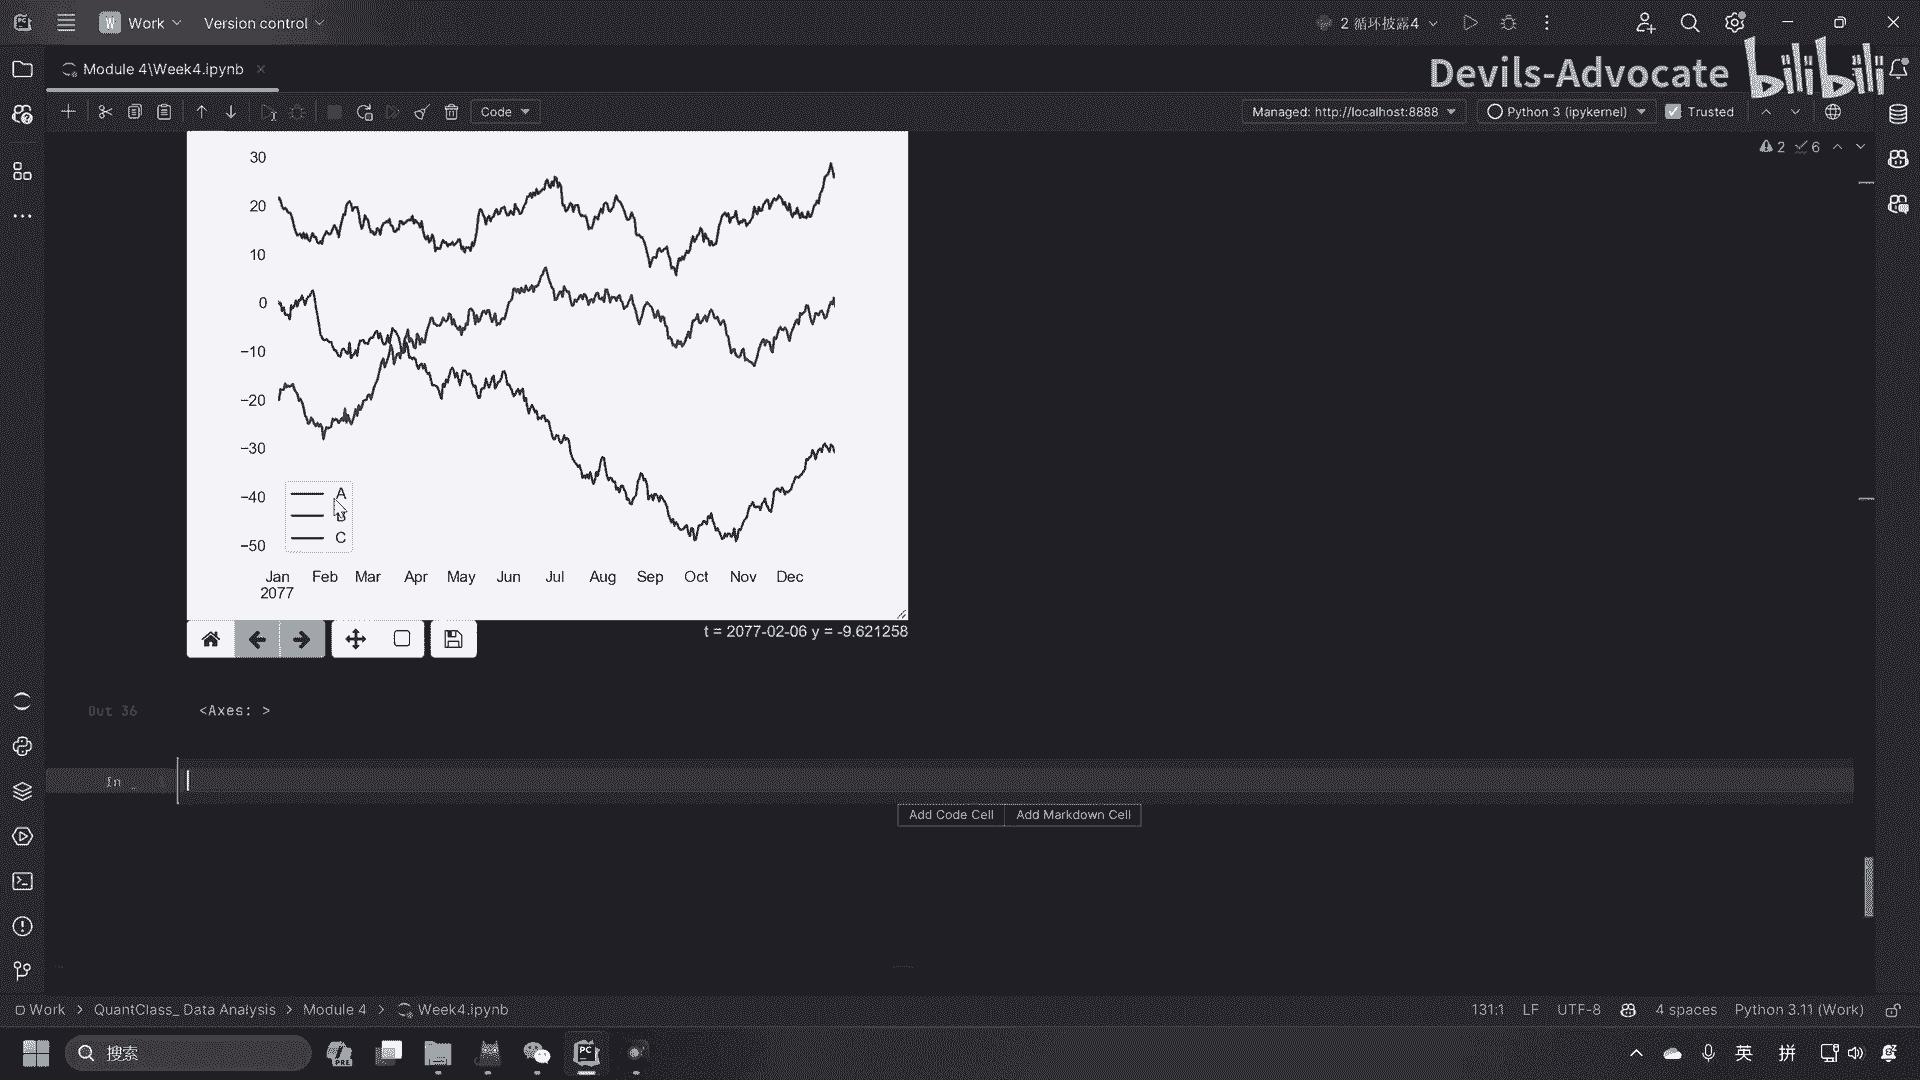 W Work Version control 2 循环披露4
Module 4\Week4.ipynb
Devils-Advocate bilibili
Code Managed: http://localhost:8888 Python 3 (ipykernel) Trusted
2 6
30
20
10
0
−10
−20
−30
−40
−50
A
B
C
Jan Feb Mar Apr May Jun Jul Aug Sep Oct Nov Dec
2077
t = 2077-02-06 y = -9.621258
Out 36 <Axes: >
In _
Add Code Cell Add Markdown Cell
Work > QuantClass_ Data Analysis > Module 4 > Week4.ipynb 131:1 LF UTF-8 4 spaces Python 3.11 (Work)
搜索 PRE PC 英 拼